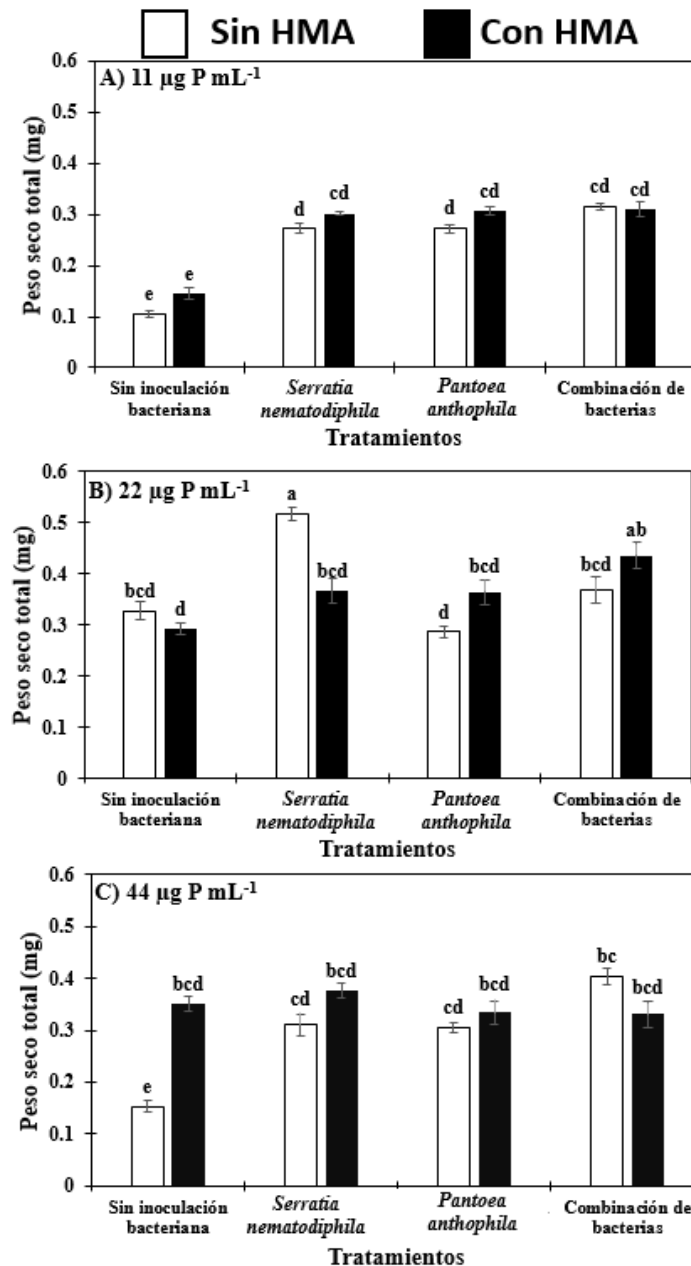 Sin HMA Con HMA
A) 11 µg P mL-1
Peso seco total (mg)
0.6
0.5
0.4
0.3
0.2
0.1
0
e e d cd d cd cd cd
Sin inoculación bacteriana
Serratia nematodiphila
Pantoea anthophila
Combinación de bacterias
Tratamientos
B) 22 µg P mL-1
Peso seco total (mg)
0.6
0.5
0.4
0.3
0.2
0.1
0
bcd d a bcd d bcd bcd ab
Sin inoculación bacteriana
Serratia nematodiphila
Pantoea anthophila
Combinación de bacterias
Tratamientos
C) 44 µg P mL-1
Peso seco total (mg)
0.6
0.5
0.4
0.3
0.2
0.1
0
e bcd cd bcd cd bcd bc bcd
Sin inoculación bacteriana
Serratia nematodiphila
Pantoea anthophila
Combinación de bacterias
Tratamientos